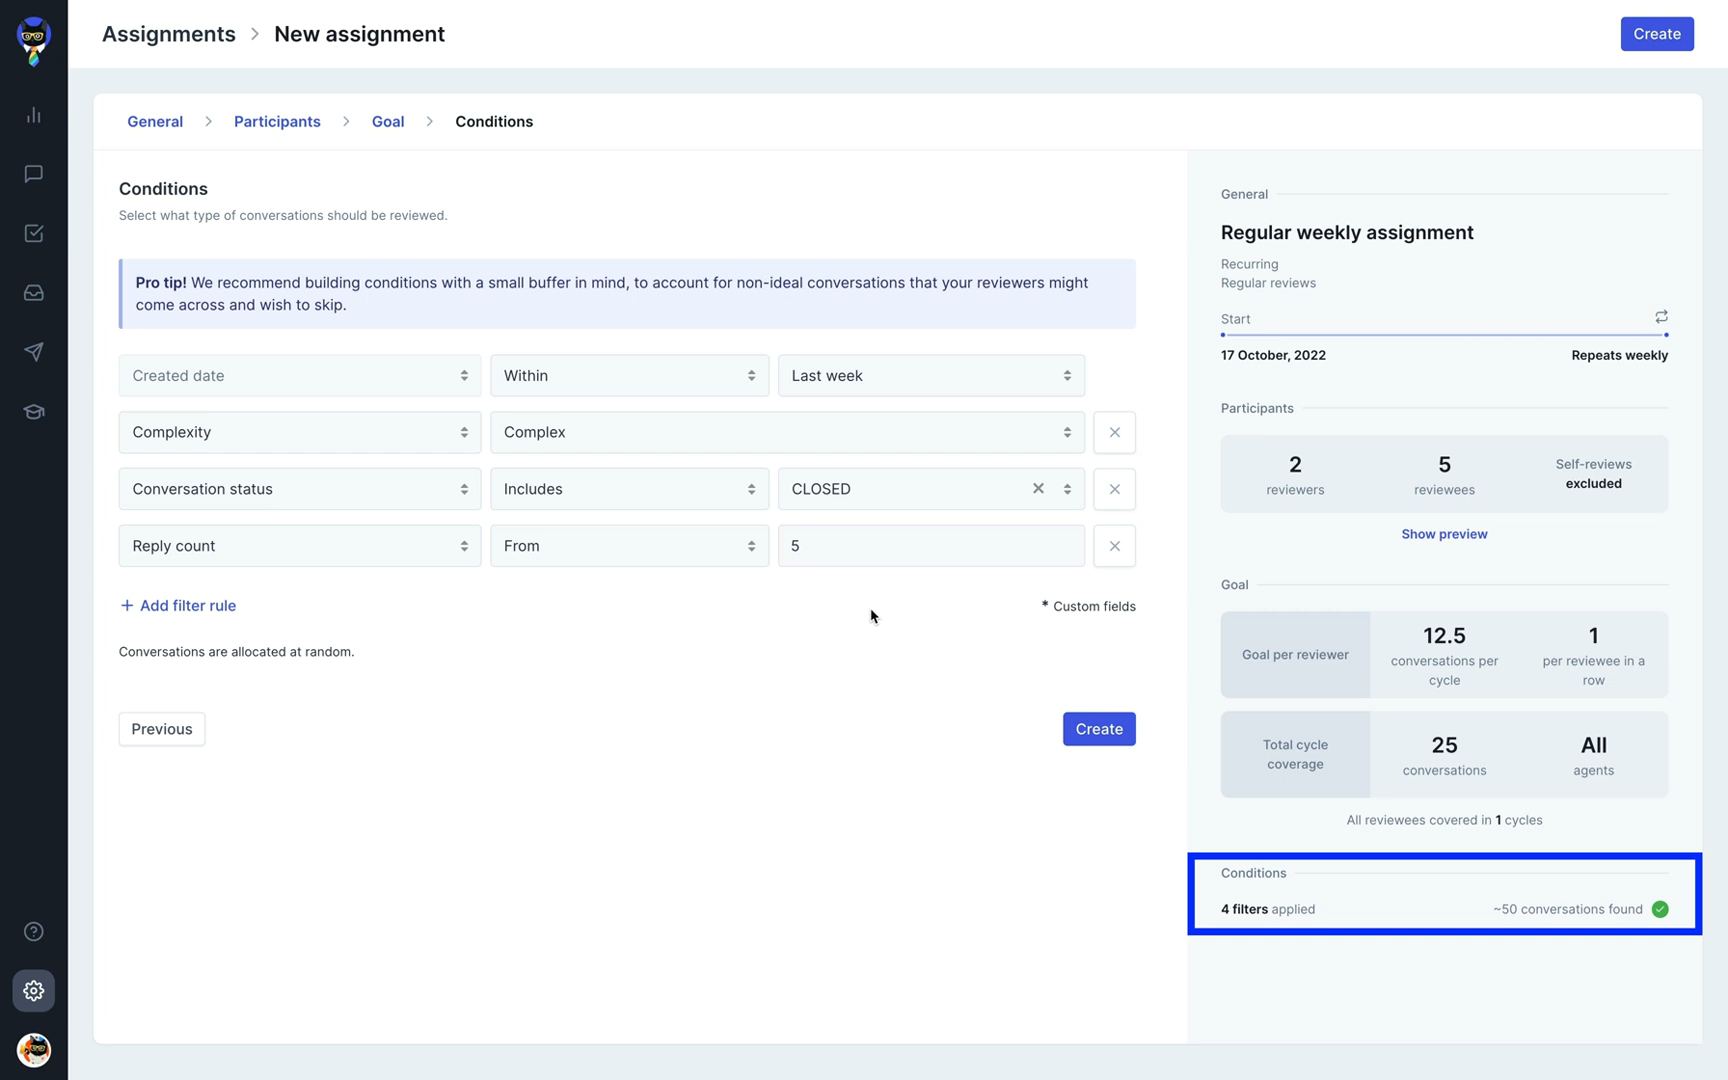 Assignments > New assignment
Create
General > Participants > Goal > Conditions
Conditions
Select what type of conversations should be reviewed.
Pro tip! We recommend building conditions with a small buffer in mind, to account for non-ideal conversations that your reviewers might
come across and wish to skip.
Created date Within Last week
Complexity Complex
Conversation status Includes CLOSED
Reply count From 5
+ Add filter rule
* Custom fields
Conversations are allocated at random.
Previous
Create
General
Regular weekly assignment
Recurring
Regular reviews
Start
17 October, 2022 Repeats weekly
Participants
2 reviewers
5 reviewees
Self-reviews
excluded
Show preview
Goal
Goal per reviewer
12.5
conversations per
cycle
1
per reviewee in a
row
Total cycle
coverage
25
conversations
All
agents
All reviewees covered in 1 cycles
Conditions
4 filters applied ~50 conversations found